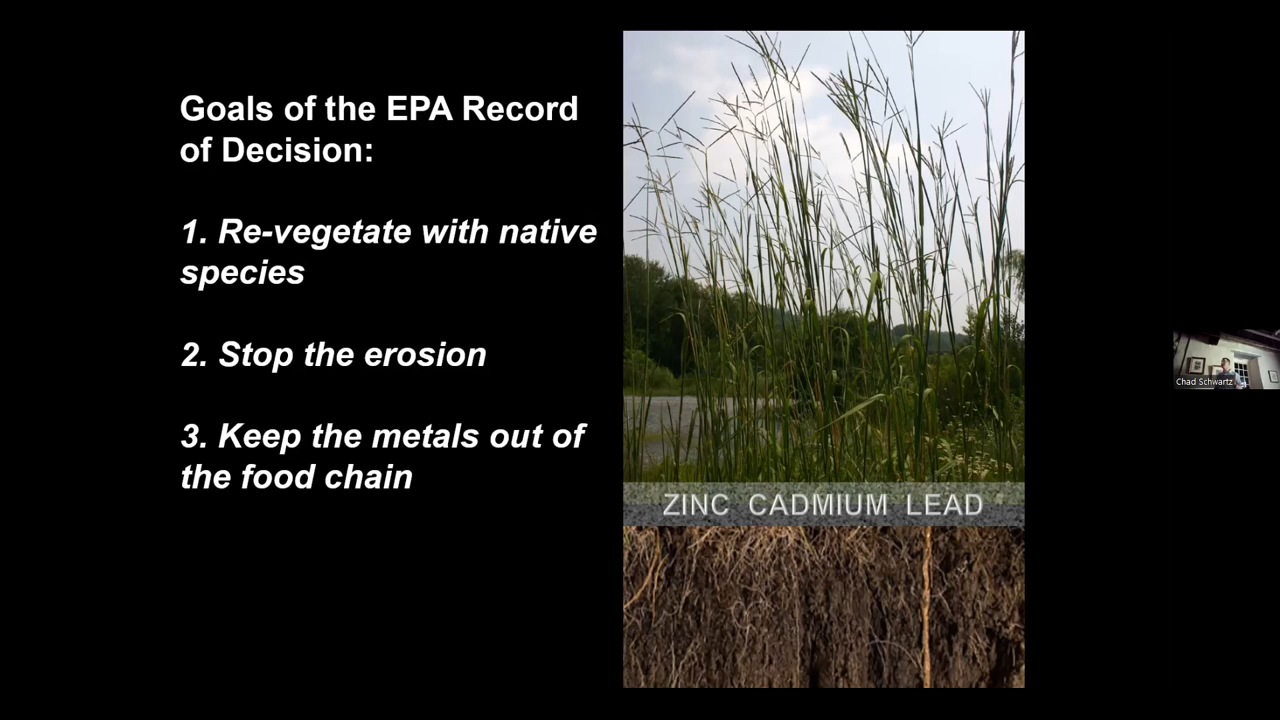 Goals of the EPA Record
of Decision:
1. Re-vegetate with native
species
2. Stop the erosion
3. Keep the metals out of
the food chain
ZINC CADMIUM LEAD
Chad Schwartz